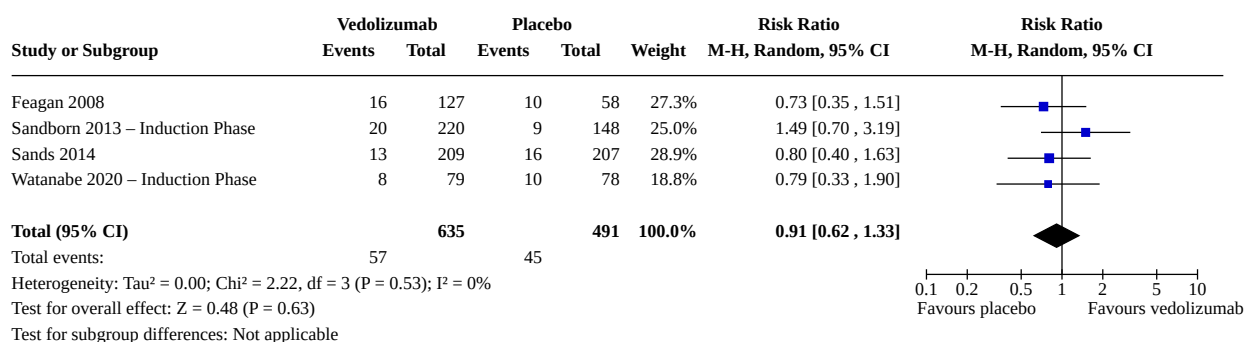 Vedolizumab Placebo Risk Ratio Risk Ratio
Study or Subgroup Events Total Events Total Weight M-H, Random, 95% CI M-H, Random, 95% CI
Feagan 2008 16 127 10 58 27.3% 0.73 [0.35 , 1.51]
Sandborn 2013 – Induction Phase 20 220 9 148 25.0% 1.49 [0.70 , 3.19]
Sands 2014 13 209 16 207 28.9% 0.80 [0.40 , 1.63]
Watanabe 2020 – Induction Phase 8 79 10 78 18.8% 0.79 [0.33 , 1.90]
Total (95% CI) 635 491 100.0% 0.91 [0.62 , 1.33]
Total events: 57 45
Heterogeneity: Tau² = 0.00; Chi² = 2.22, df = 3 (P = 0.53); I² = 0%
0.1 0.2 0.5 1 2 5 10
Test for overall effect: Z = 0.48 (P = 0.63) Favours placebo Favours vedolizumab
Test for subgroup differences: Not applicable